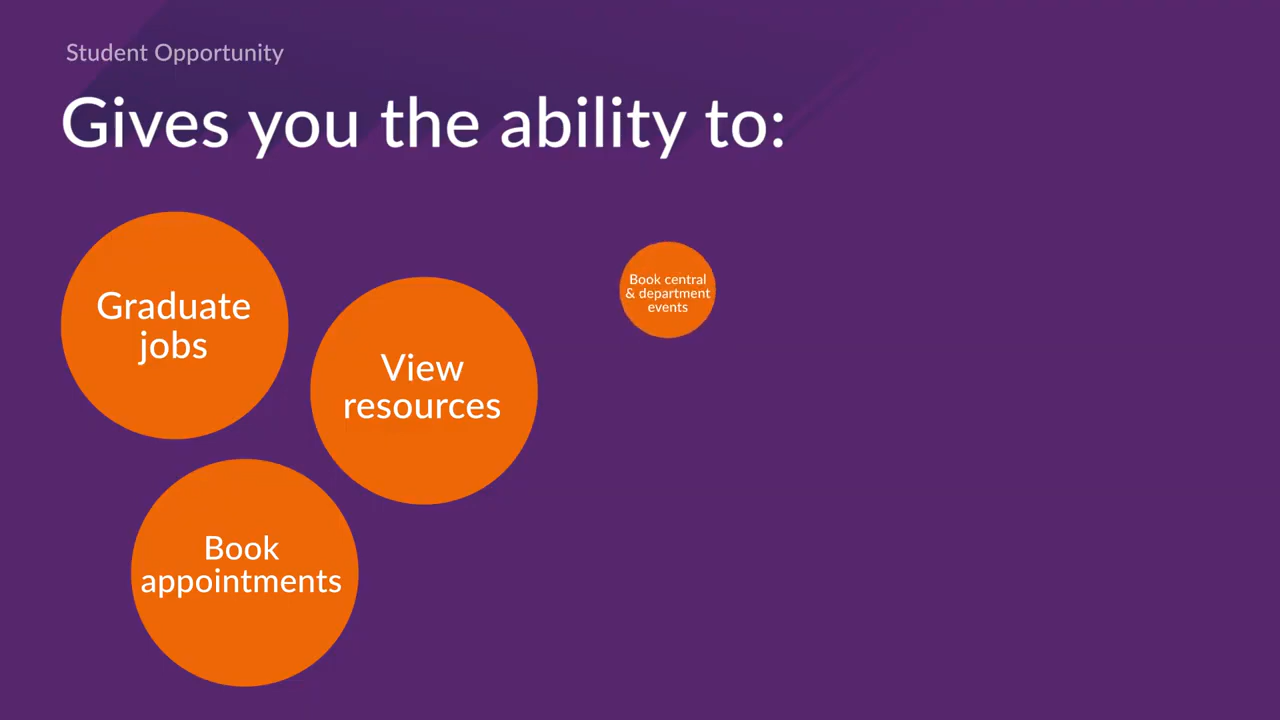 Student Opportunity
Gives you the ability to:
Graduate
jobs
View
resources
Book central
& department
events
Book
appointments